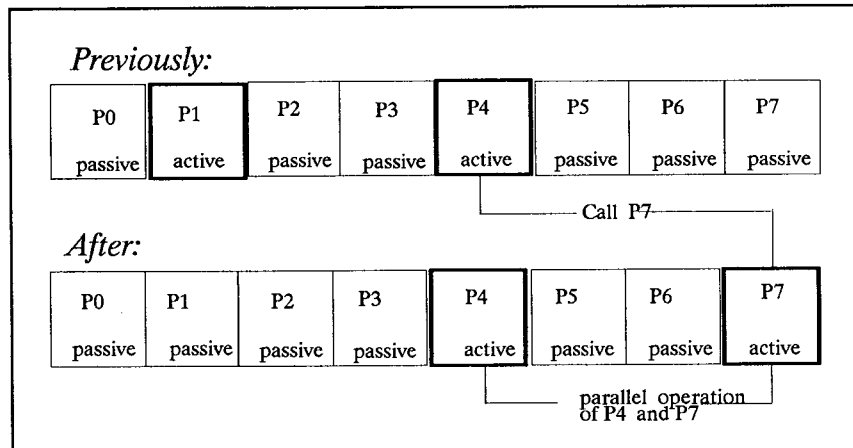 Previously:
P0 P1 P2 P3 P4 P5 P6 P7
passive active passive passive active passive passive passive
Call P7
After:
P0 P1 P2 P3 P4 P5 P6 P7
passive passive passive passive active passive passive active
parallel operation
of P4 and P7